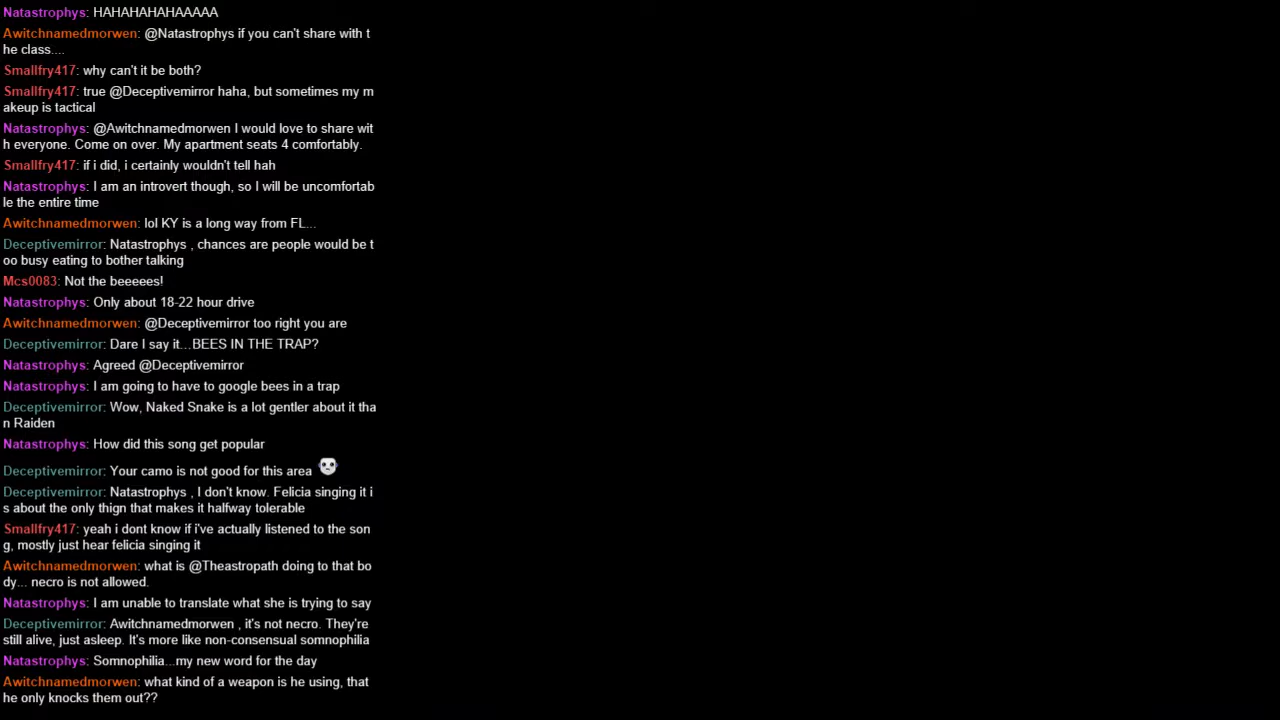 Natastrophys: HAHAHAHAHAAAAA
Awitchnamedmorwen: @Natastrophys if you can't share with t
he class....
Smallfry417: why can't it be both?
Smallfry417: true @Deceptivemirror haha, but sometimes my m
akeup is tactical
Natastrophys: @Awitchnamedmorwen I would love to share wit
h everyone. Come on over. My apartment seats 4 comfortably.
Smallfry417: if i did, i certainly wouldn't tell hah
Natastrophys: I am an introvert though, so I will be uncomfortab
le the entire time
Awitchnamedmorwen: lol KY is a long way from FL...
Deceptivemirror: Natastrophys , chances are people would be t
oo busy eating to bother talking
Mcs0083: Not the beeeees!
Natastrophys: Only about 18-22 hour drive
Awitchnamedmorwen: @Deceptivemirror too right you are
Deceptivemirror: Dare I say it...BEES IN THE TRAP?
Natastrophys: Agreed @Deceptivemirror
Natastrophys: I am going to have to google bees in a trap
Deceptivemirror: Wow, Naked Snake is a lot gentler about it tha
n Raiden
Natastrophys: How did this song get popular
Deceptivemirror: Your camo is not good for this area
Deceptivemirror: Natastrophys , I don't know. Felicia singing it i
s about the only thign that makes it halfway tolerable
Smallfry417: yeah i dont know if i've actually listened to the son
g, mostly just hear felicia singing it
Awitchnamedmorwen: what is @Theastropath doing to that bo
dy... necro is not allowed.
Natastrophys: I am unable to translate what she is trying to say
Deceptivemirror: Awitchnamedmorwen , it's not necro. They're
still alive, just asleep. It's more like non-consensual somnophilia
Natastrophys: Somnophilia...my new word for the day
Awitchnamedmorwen: what kind of a weapon is he using, that
he only knocks them out??